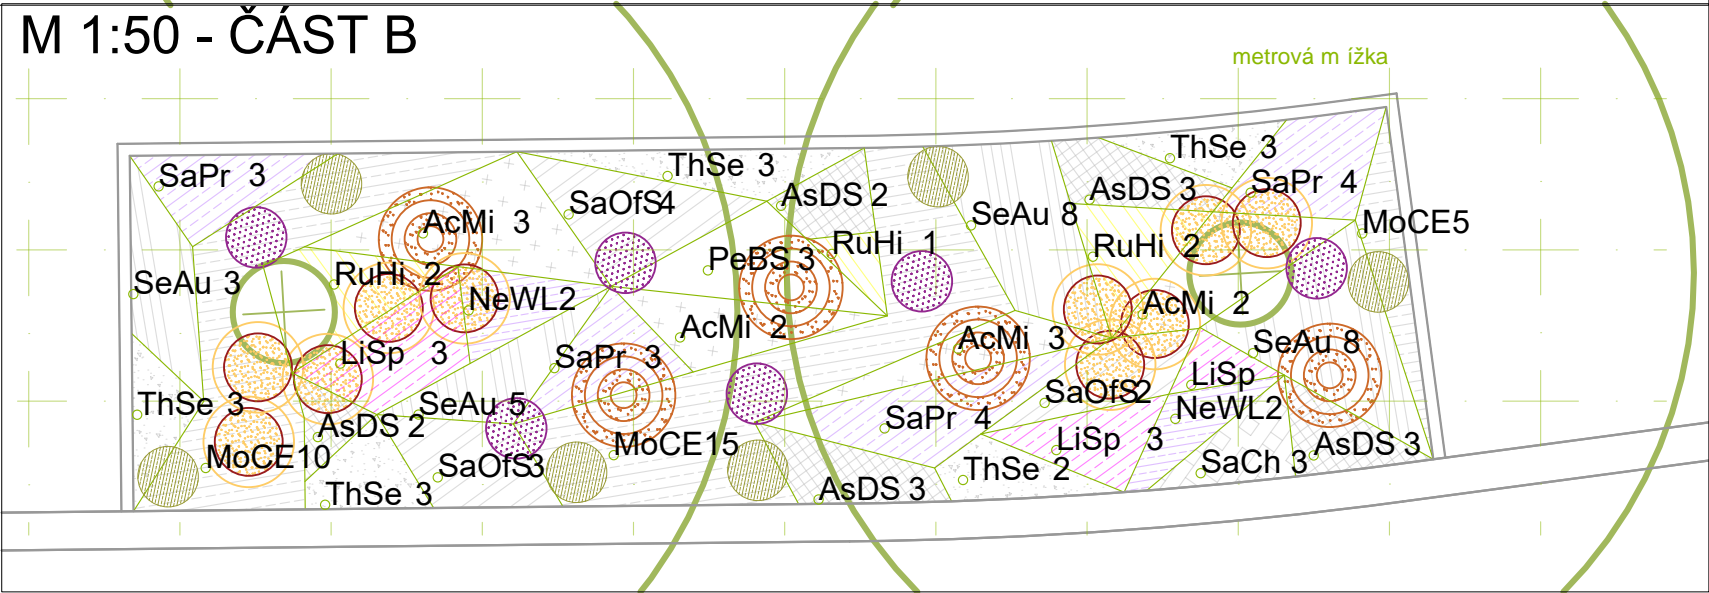 M 1:50 - ČÁST B
metrová m ížka
SaPr 3
ThSe 3
ThSe 3
AsDS 2
AsDS 3
SaPr 4
AcMi 3
SaOfS4
SeAu 8
MoCE5
RuHi 1
RuHi 2
SeAu 3
RuHi 2
PeBS 3
NeWL2
AcMi 2
AcMi 2
AcMi 3
SeAu 8
LiSp 3
SaPr 3
LiSp
SaOfS2
ThSe 3
SeAu 5
NeWL2
AsDS 2
SaPr 4
MoCE15
LiSp 3
AsDS 3
MoCE10
SaOfS3
ThSe 2
SaCh 3
ThSe 3
AsDS 3